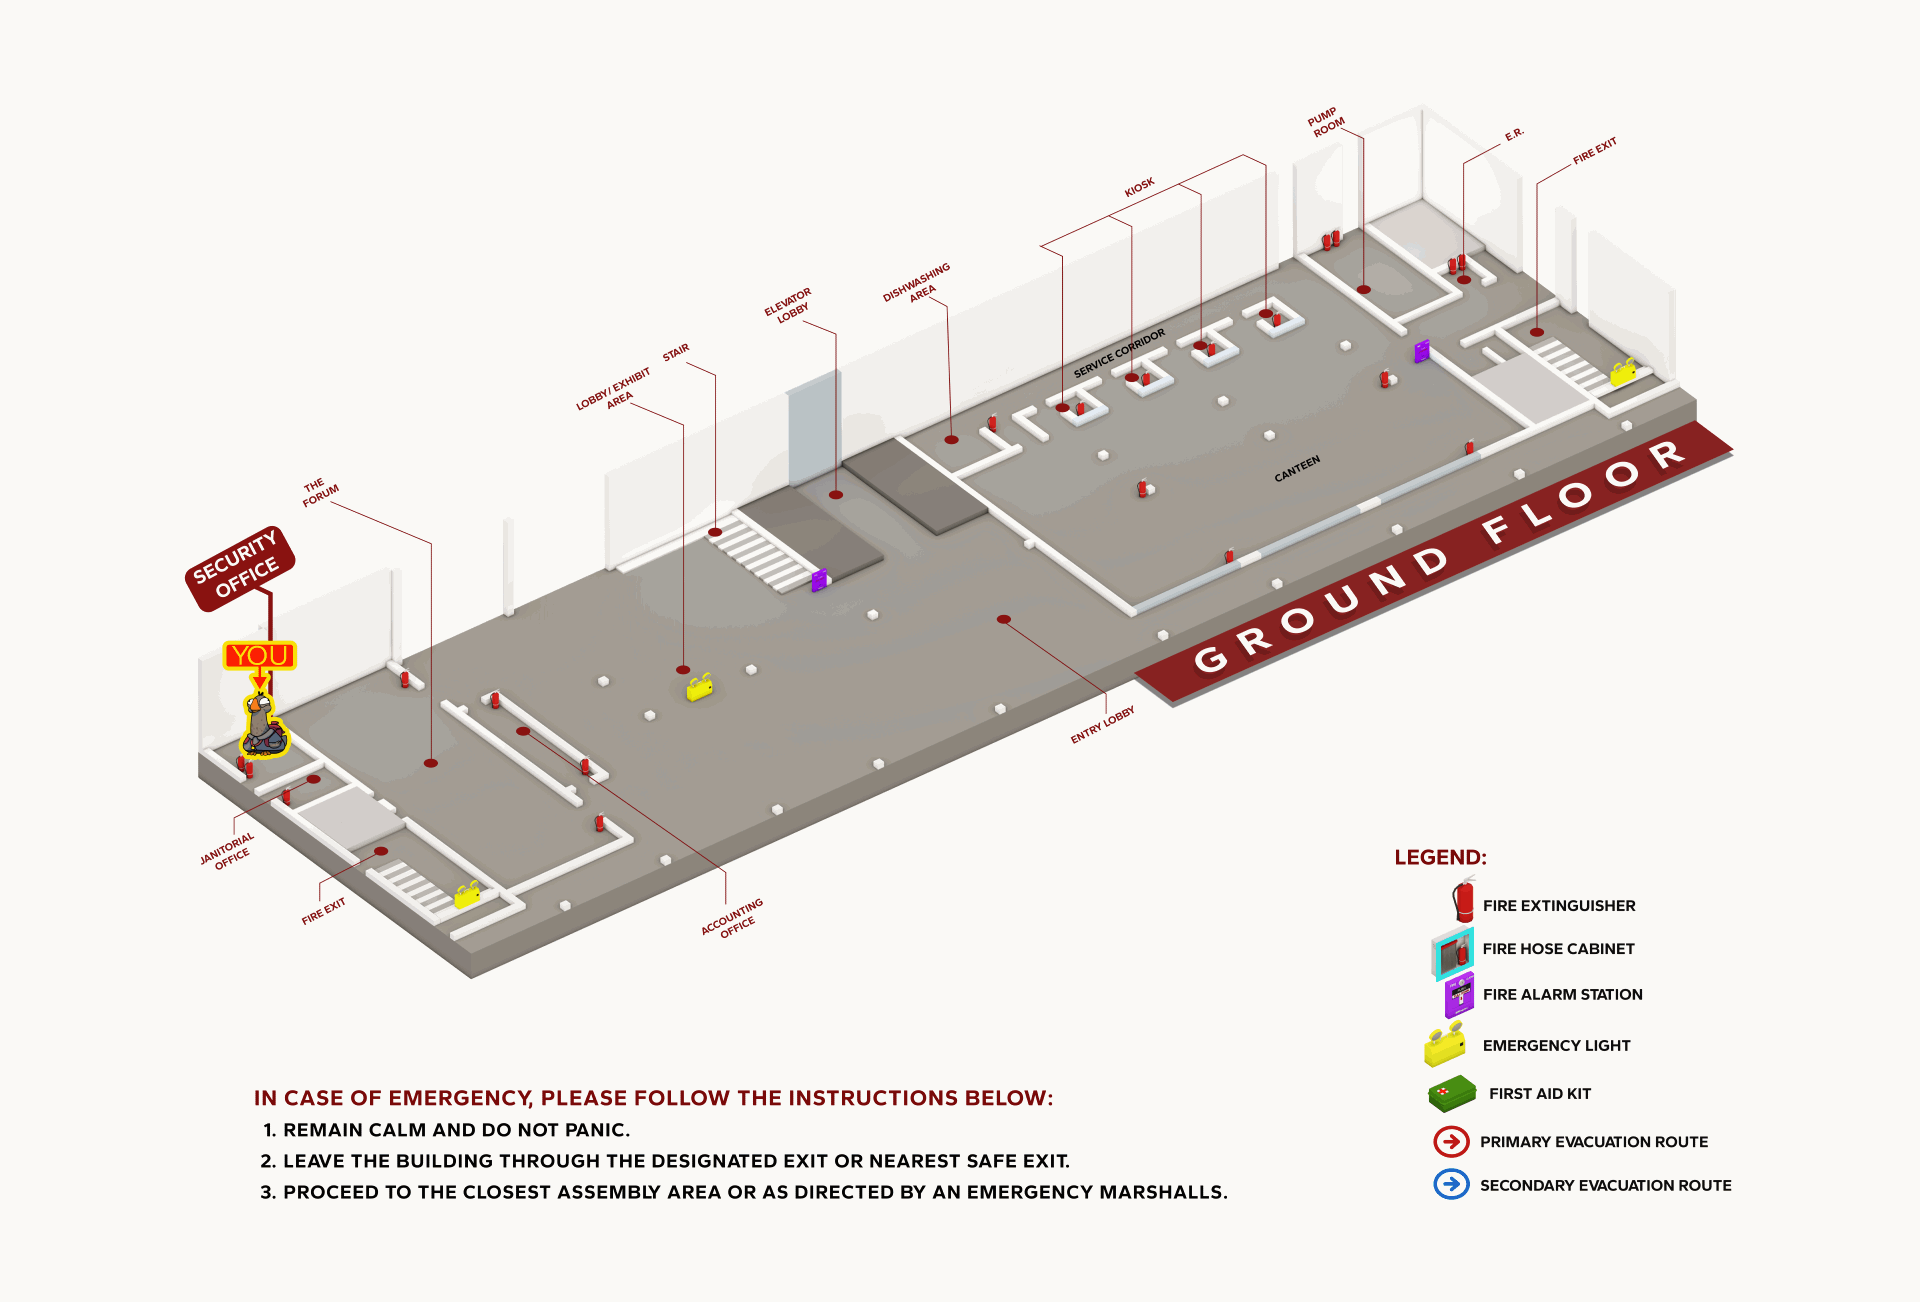 PUMP
ROOM
E.R.
FIRE EXIT
KIOSK
DISHWASHING
AREA
ELEVATOR
LOBBY
SERVICE CORRIDOR
STAIR
LOBBY/ EXHIBIT
AREA
CANTEEN
THE
FORUM
SECURITY
OFFICE
YOU
GROUND FLOOR
ENTRY LOBBY
JANITORIAL
OFFICE
FIRE EXIT
ACCOUNTING
OFFICE
LEGEND:
FIRE EXTINGUISHER
FIRE HOSE CABINET
FIRE ALARM STATION
EMERGENCY LIGHT
FIRST AID KIT
PRIMARY EVACUATION ROUTE
SECONDARY EVACUATION ROUTE
IN CASE OF EMERGENCY, PLEASE FOLLOW THE INSTRUCTIONS BELOW:
1. REMAIN CALM AND DO NOT PANIC.
2. LEAVE THE BUILDING THROUGH THE DESIGNATED EXIT OR NEAREST SAFE EXIT.
3. PROCEED TO THE CLOSEST ASSEMBLY AREA OR AS DIRECTED BY AN EMERGENCY MARSHALLS.